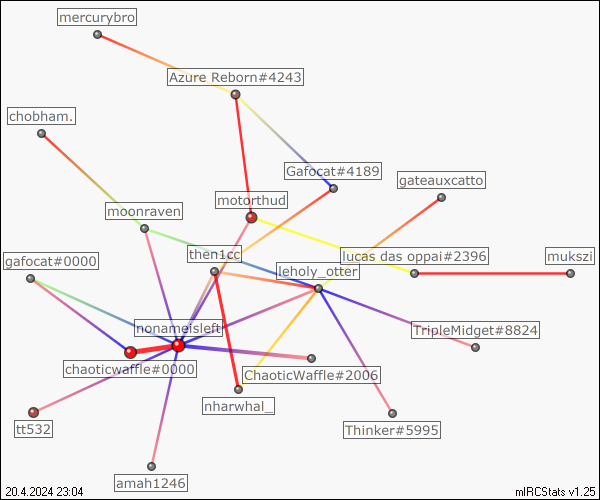 mercurybro
Azure Reborn#4243
chobham.
Gafocat#4189
gateauxcatto
motorthud
moonraven
then1cc
lucas das oppai#2396
mukszi
gafocat#0000
leholy_otter
nonameisleft
TripleMidget#8824
chaoticwaffle#0000
ChaoticWaffle#2006
nharwhal_
tt532
Thinker#5995
amah1246
20.4.2024 23:04
mIRCStats v1.25